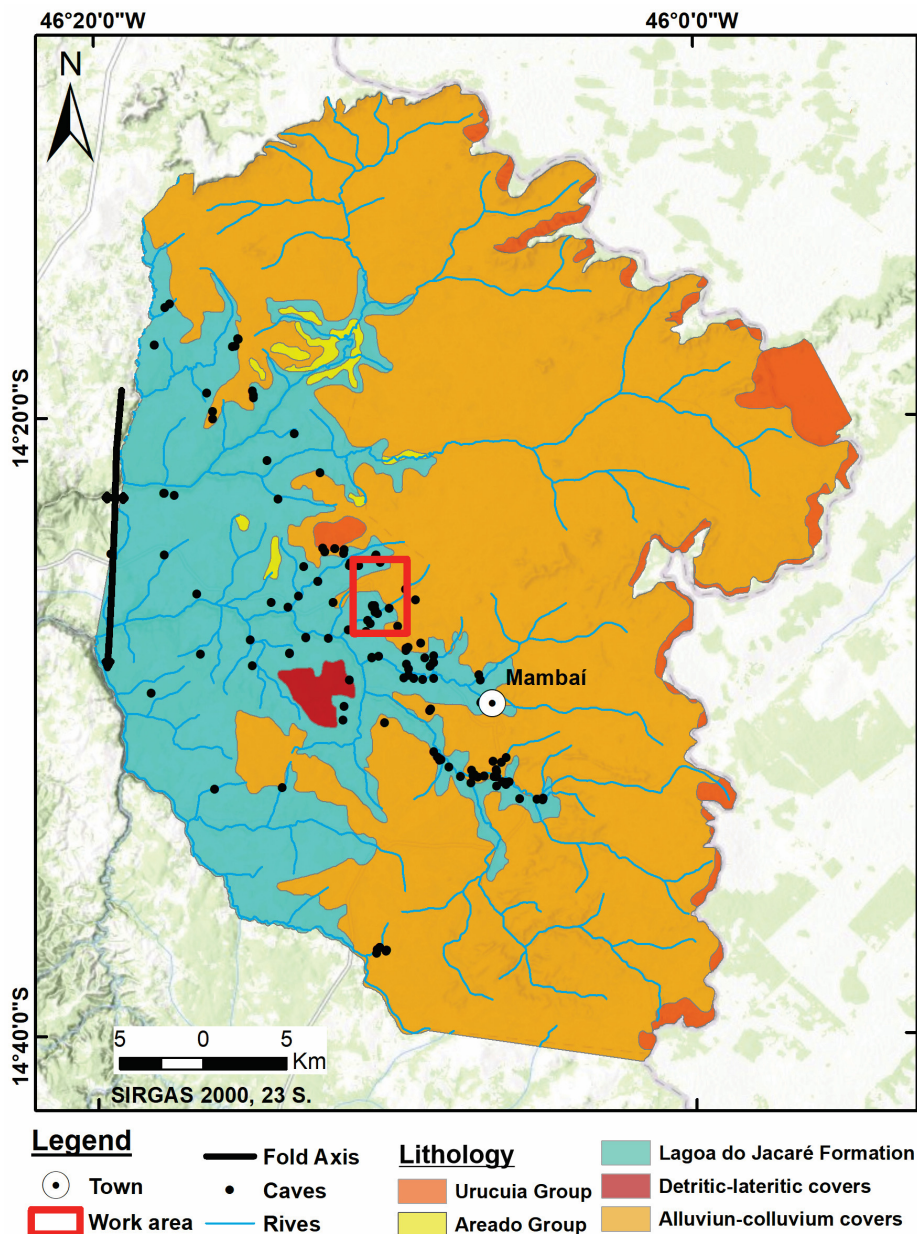 46°20'0"W 46°0'0"W
N
14°20'0"S
Mambaí
14°40'0"S
5 0 5
Km
SIRGAS 2000, 23 S.
Legend
Town
Work area
Fold Axis
Caves
Rives
Lithology
Urucuia Group
Areado Group
Lagoa do Jacaré Formation
Detritic-lateritic covers
Alluviun-colluvium covers